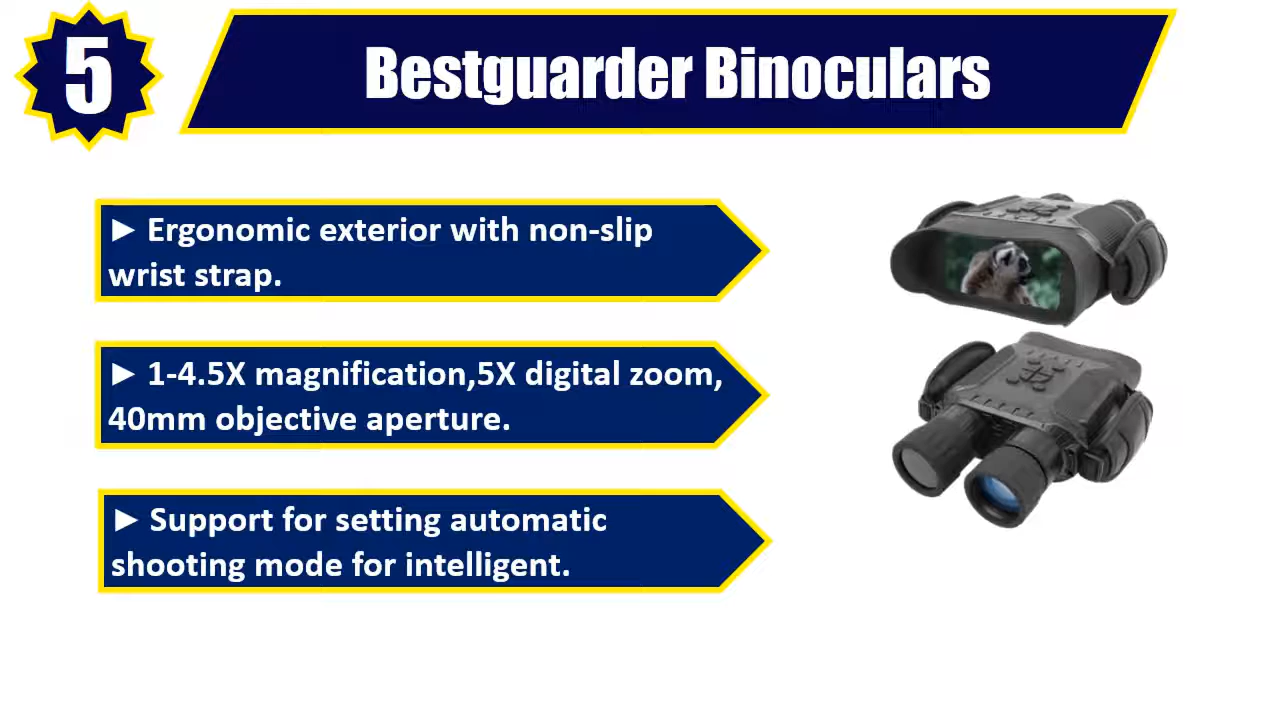 5
Bestguarder Binoculars
► Ergonomic exterior with non-slip
wrist strap.
► 1-4.5X magnification,5X digital zoom,
40mm objective aperture.
► Support for setting automatic
shooting mode for intelligent.